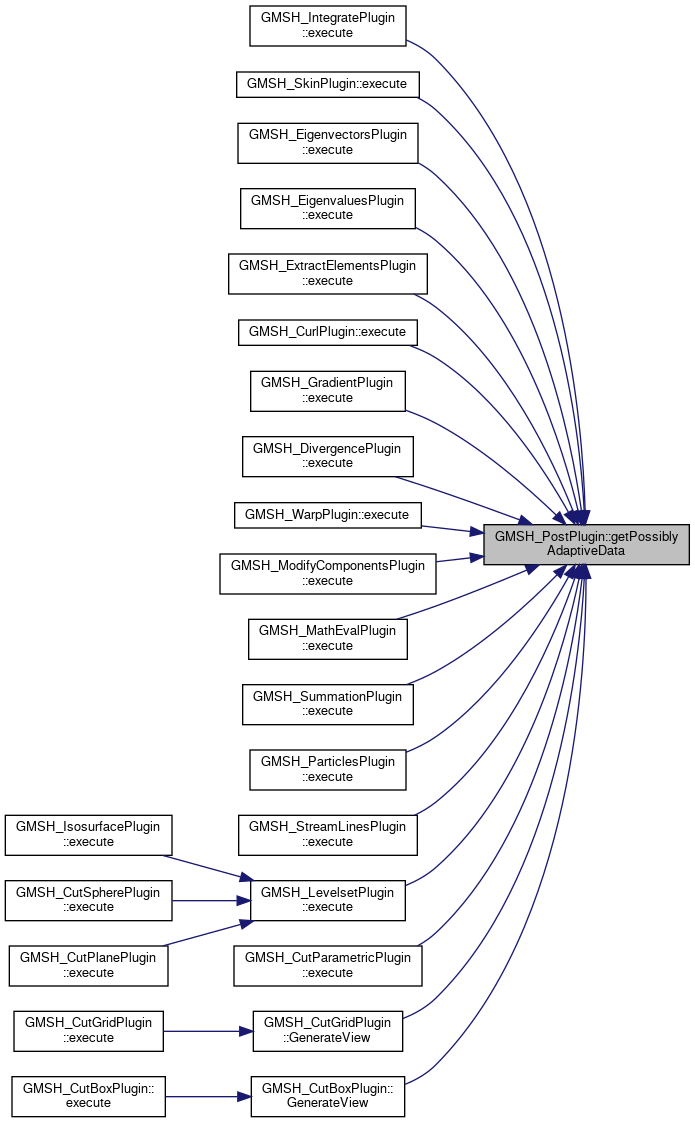 GMSH_IntegratePlugin
::execute
GMSH_SkinPlugin::execute
GMSH_EigenvectorsPlugin
::execute
GMSH_EigenvaluesPlugin
::execute
GMSH_ExtractElementsPlugin
::execute
GMSH_CurlPlugin::execute
GMSH_GradientPlugin
::execute
GMSH_DivergencePlugin
::execute
GMSH_WarpPlugin::execute
GMSH_PostPlugin::getPossibly
AdaptiveData
GMSH_ModifyComponentsPlugin
::execute
GMSH_MathEvalPlugin
::execute
GMSH_SummationPlugin
::execute
GMSH_ParticlesPlugin
::execute
GMSH_StreamLinesPlugin
::execute
GMSH_IsosurfacePlugin
::execute
GMSH_CutSpherePlugin
::execute
GMSH_LevelsetPlugin
::execute
GMSH_CutPlanePlugin
::execute
GMSH_CutParametricPlugin
::execute
GMSH_CutGridPlugin
::execute
GMSH_CutGridPlugin
::GenerateView
GMSH_CutBoxPlugin::
execute
GMSH_CutBoxPlugin::
GenerateView